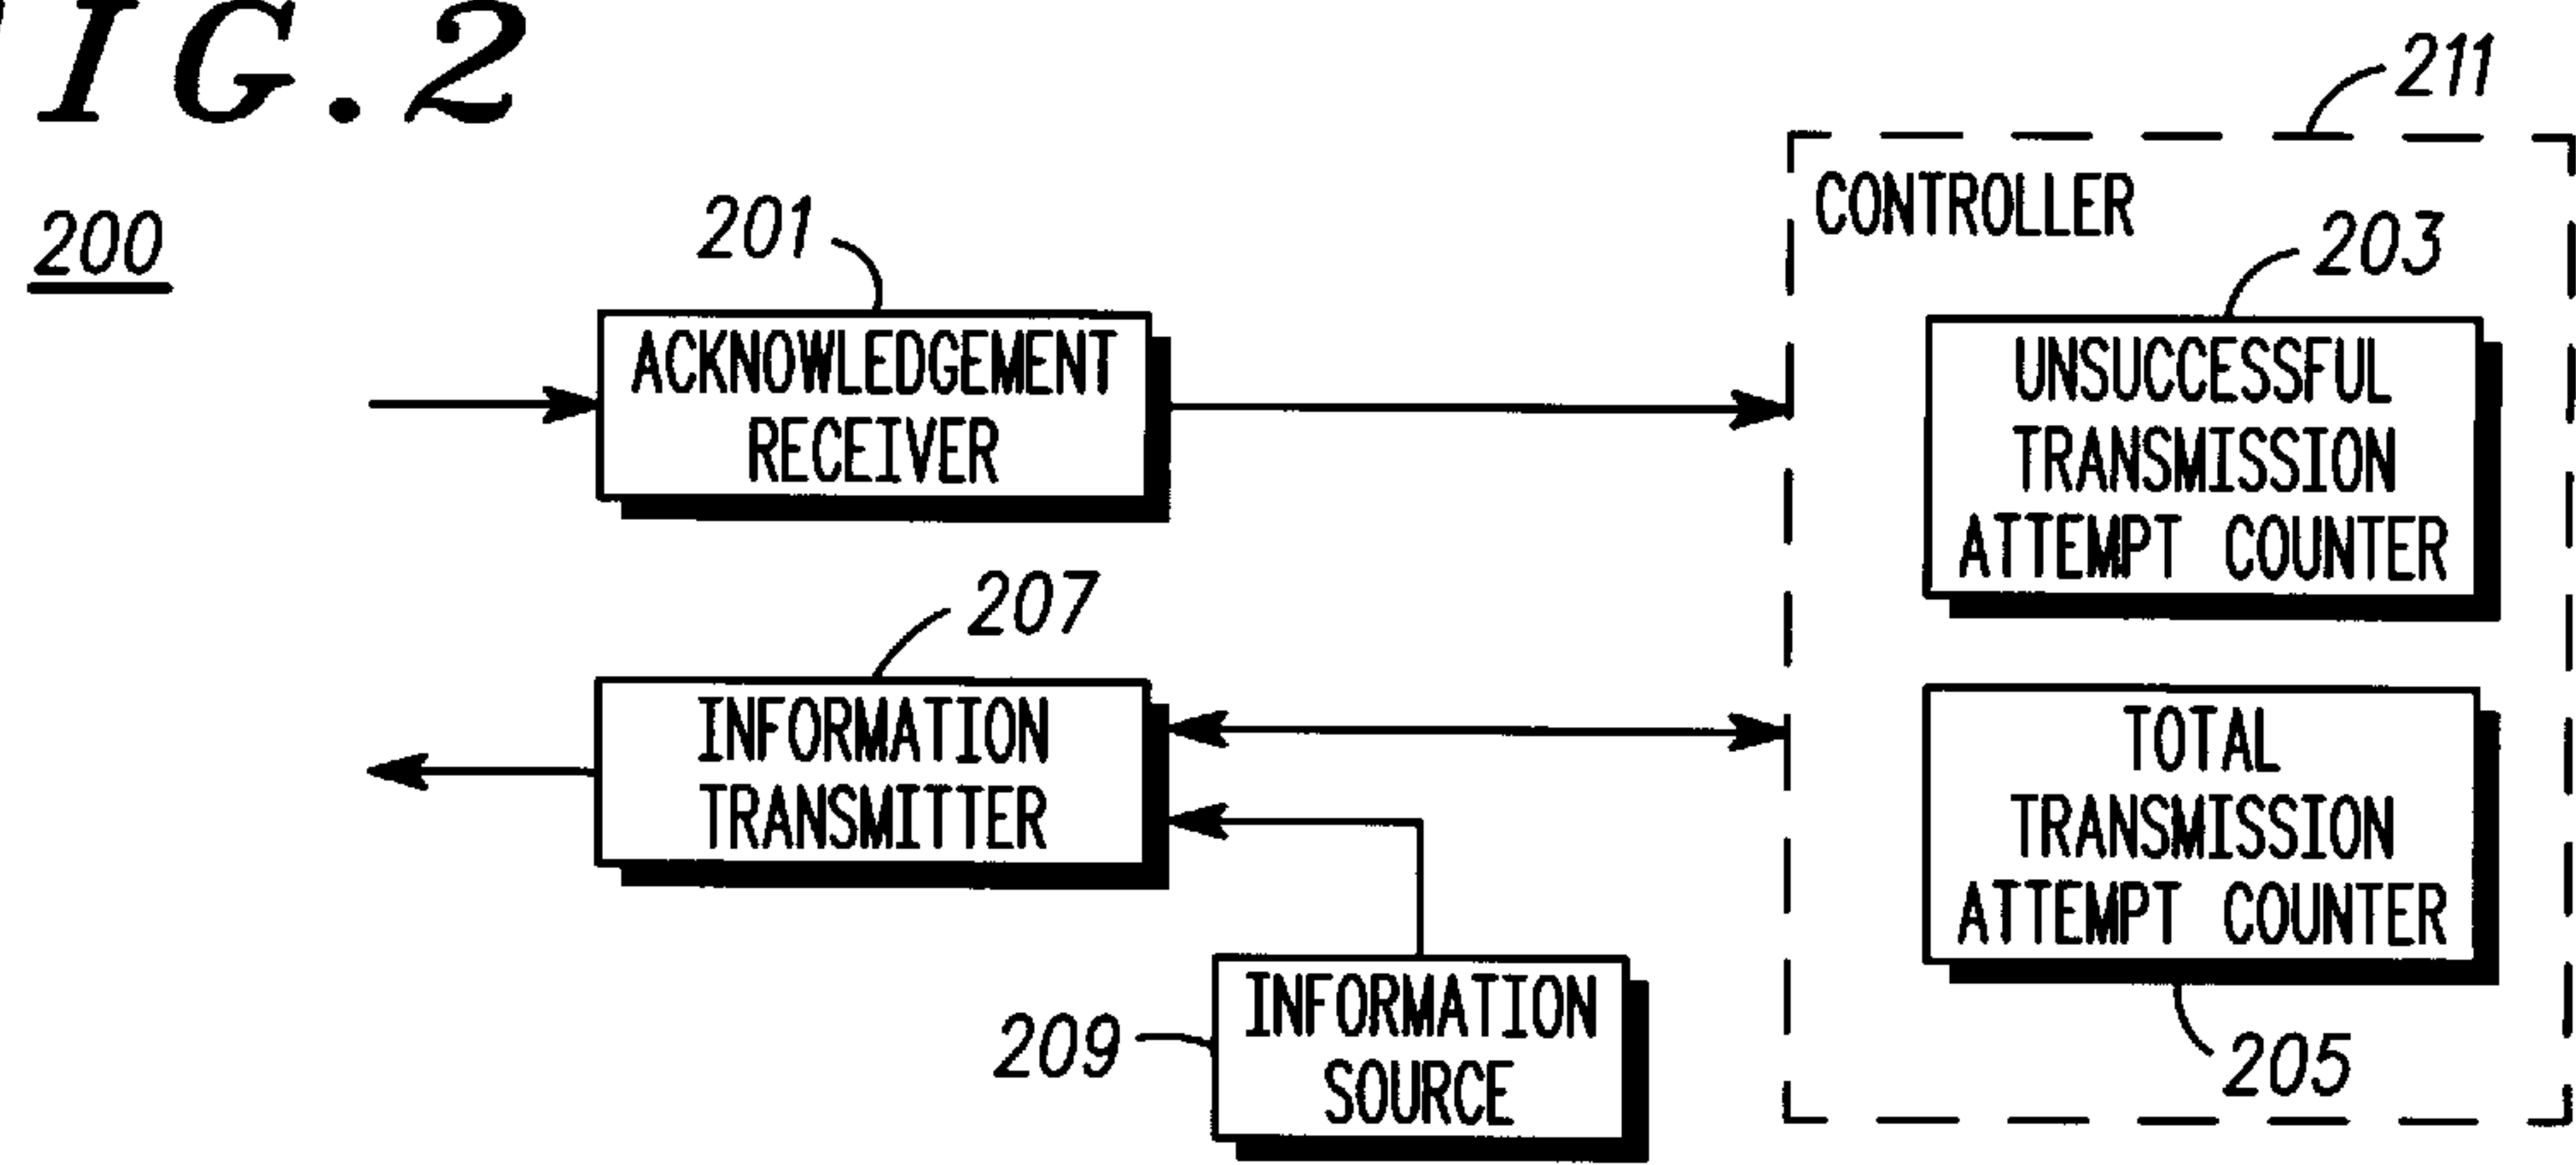 FIG.2
200
211
CONTROLLER
201
203
ACKNOWLEDGEMENT
RECEIVER
UNSUCCESSFUL
TRANSMISSION
ATTEMPT COUNTER
207
INFORMATION
TRANSMITTER
TOTAL
TRANSMISSION
ATTEMPT COUNTER
209
INFORMATION
SOURCE
205